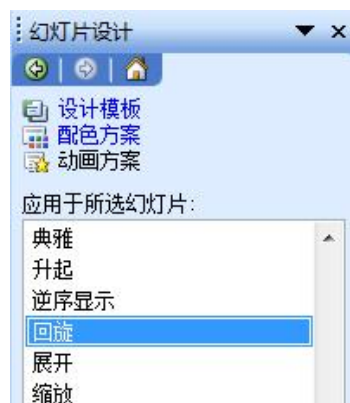 幻灯片设计
设计模板
配色方案
动画方案
应用于所选幻灯片:
典雅
升起
逆序显示
回旋
展开
缩放